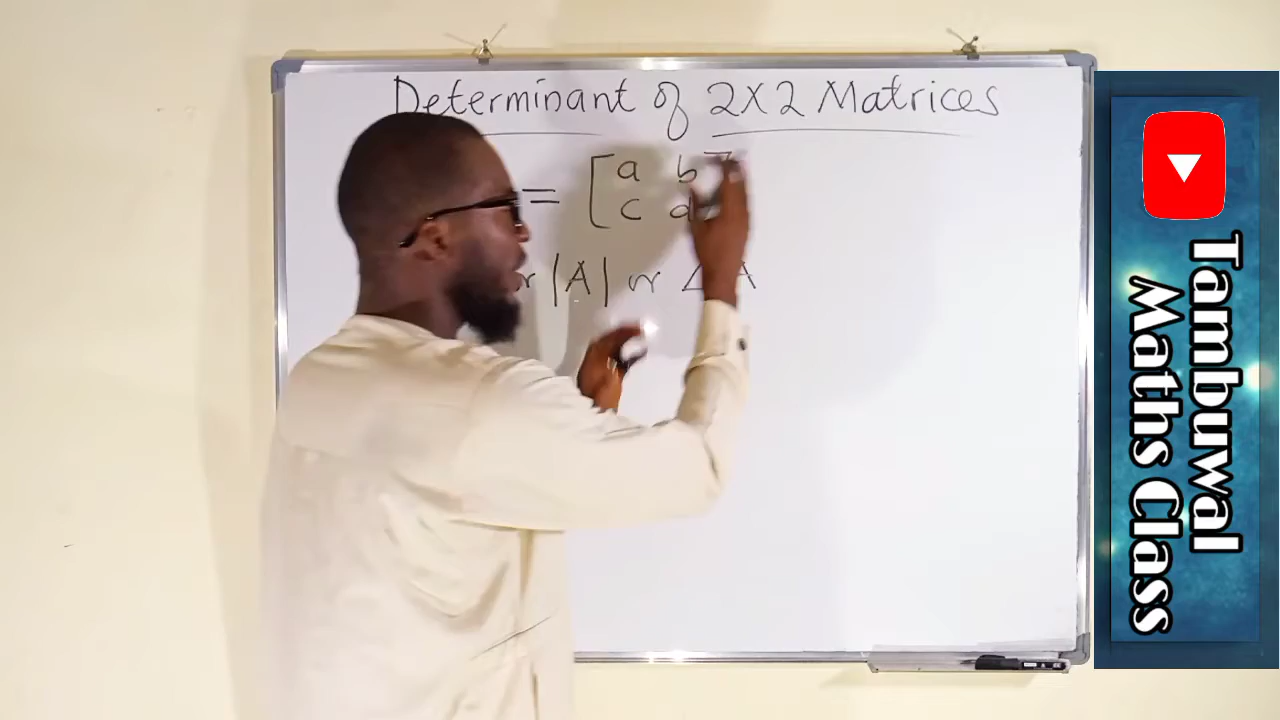 Determinant of 2X2 Matrices
= [ a b ]
c d
|A| or △A
Tambuwal
Maths Class